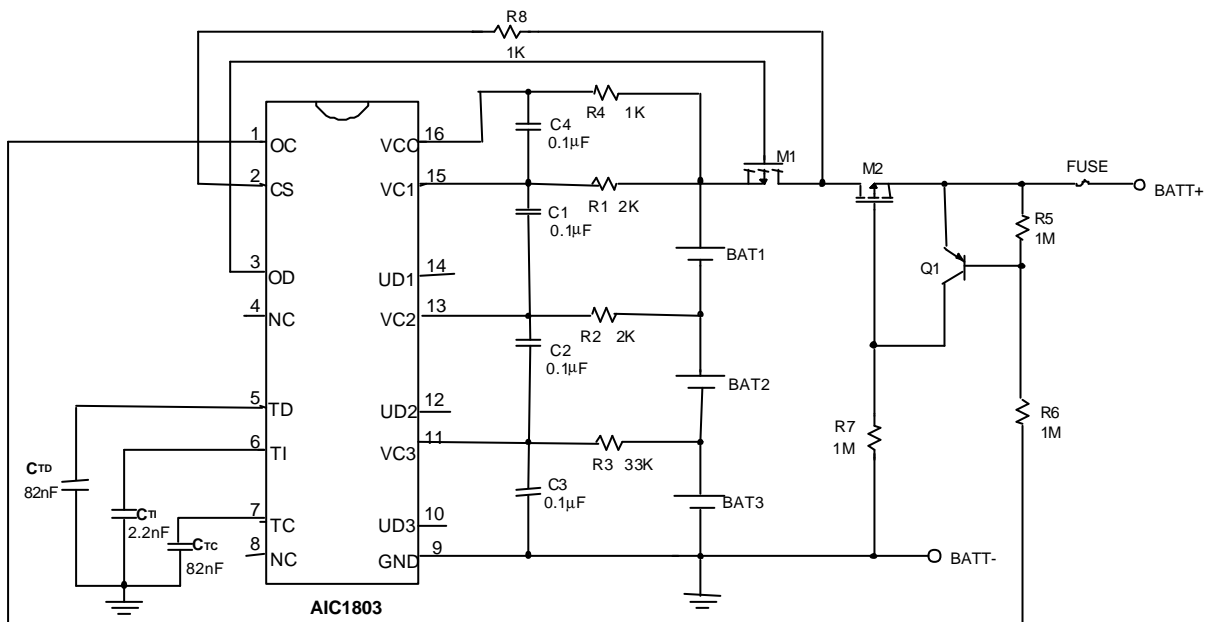 R8
1K
R4 1K
C4
0.1μF
M1
M2
FUSE
BATT+
1
OC
VCC
16
2
CS
VC1
15
R1 2K
C1
0.1μF
R5
1M
BAT1
Q1
3
OD
UD1
14
4
NC
VC2
13
R2 2K
C2
0.1μF
BAT2
5
TD
UD2
12
R7
1M
R6
1M
6
TI
VC3
11
R3 33K
CTD
82nF
C3
0.1μF
BAT3
CTI
2.2nF
7
TC
UD3
10
CTC
82nF
8
NC
GND
9
BATT-
AIC1803